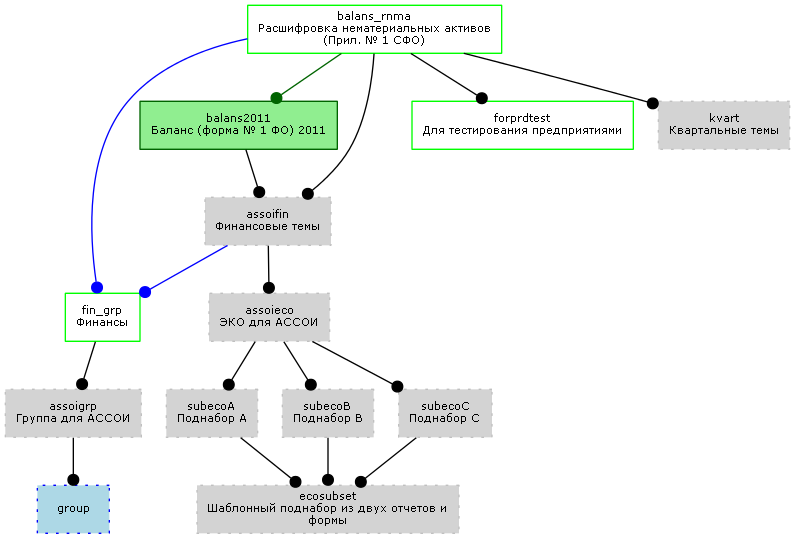 balans_rnma
Расшифровка нематериальных активов
(Прил. № 1 СФО)
balans2011
Баланс (форма № 1 ФО) 2011
forprdtest
Для тестирования предприятиями
kvart
Квартальные темы
assoifin
Финансовые темы
fin_grp
Финансы
assoieco
ЭКО для АССОИ
assoigrp
Группа для АССОИ
subecoA
Поднабор A
subecoB
Поднабор B
subecoC
Поднабор C
group
ecosubset
Шаблонный поднабор из двух отчетов и
формы